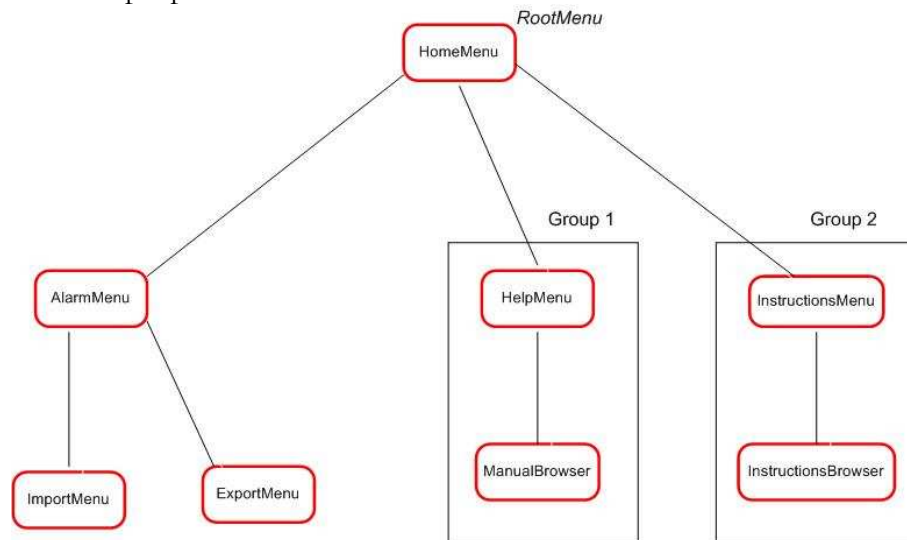 RootMenu
HomeMenu
Group 1
Group 2
AlarmMenu
HelpMenu
InstructionsMenu
ImportMenu
ExportMenu
ManualBrowser
InstructionsBrowser